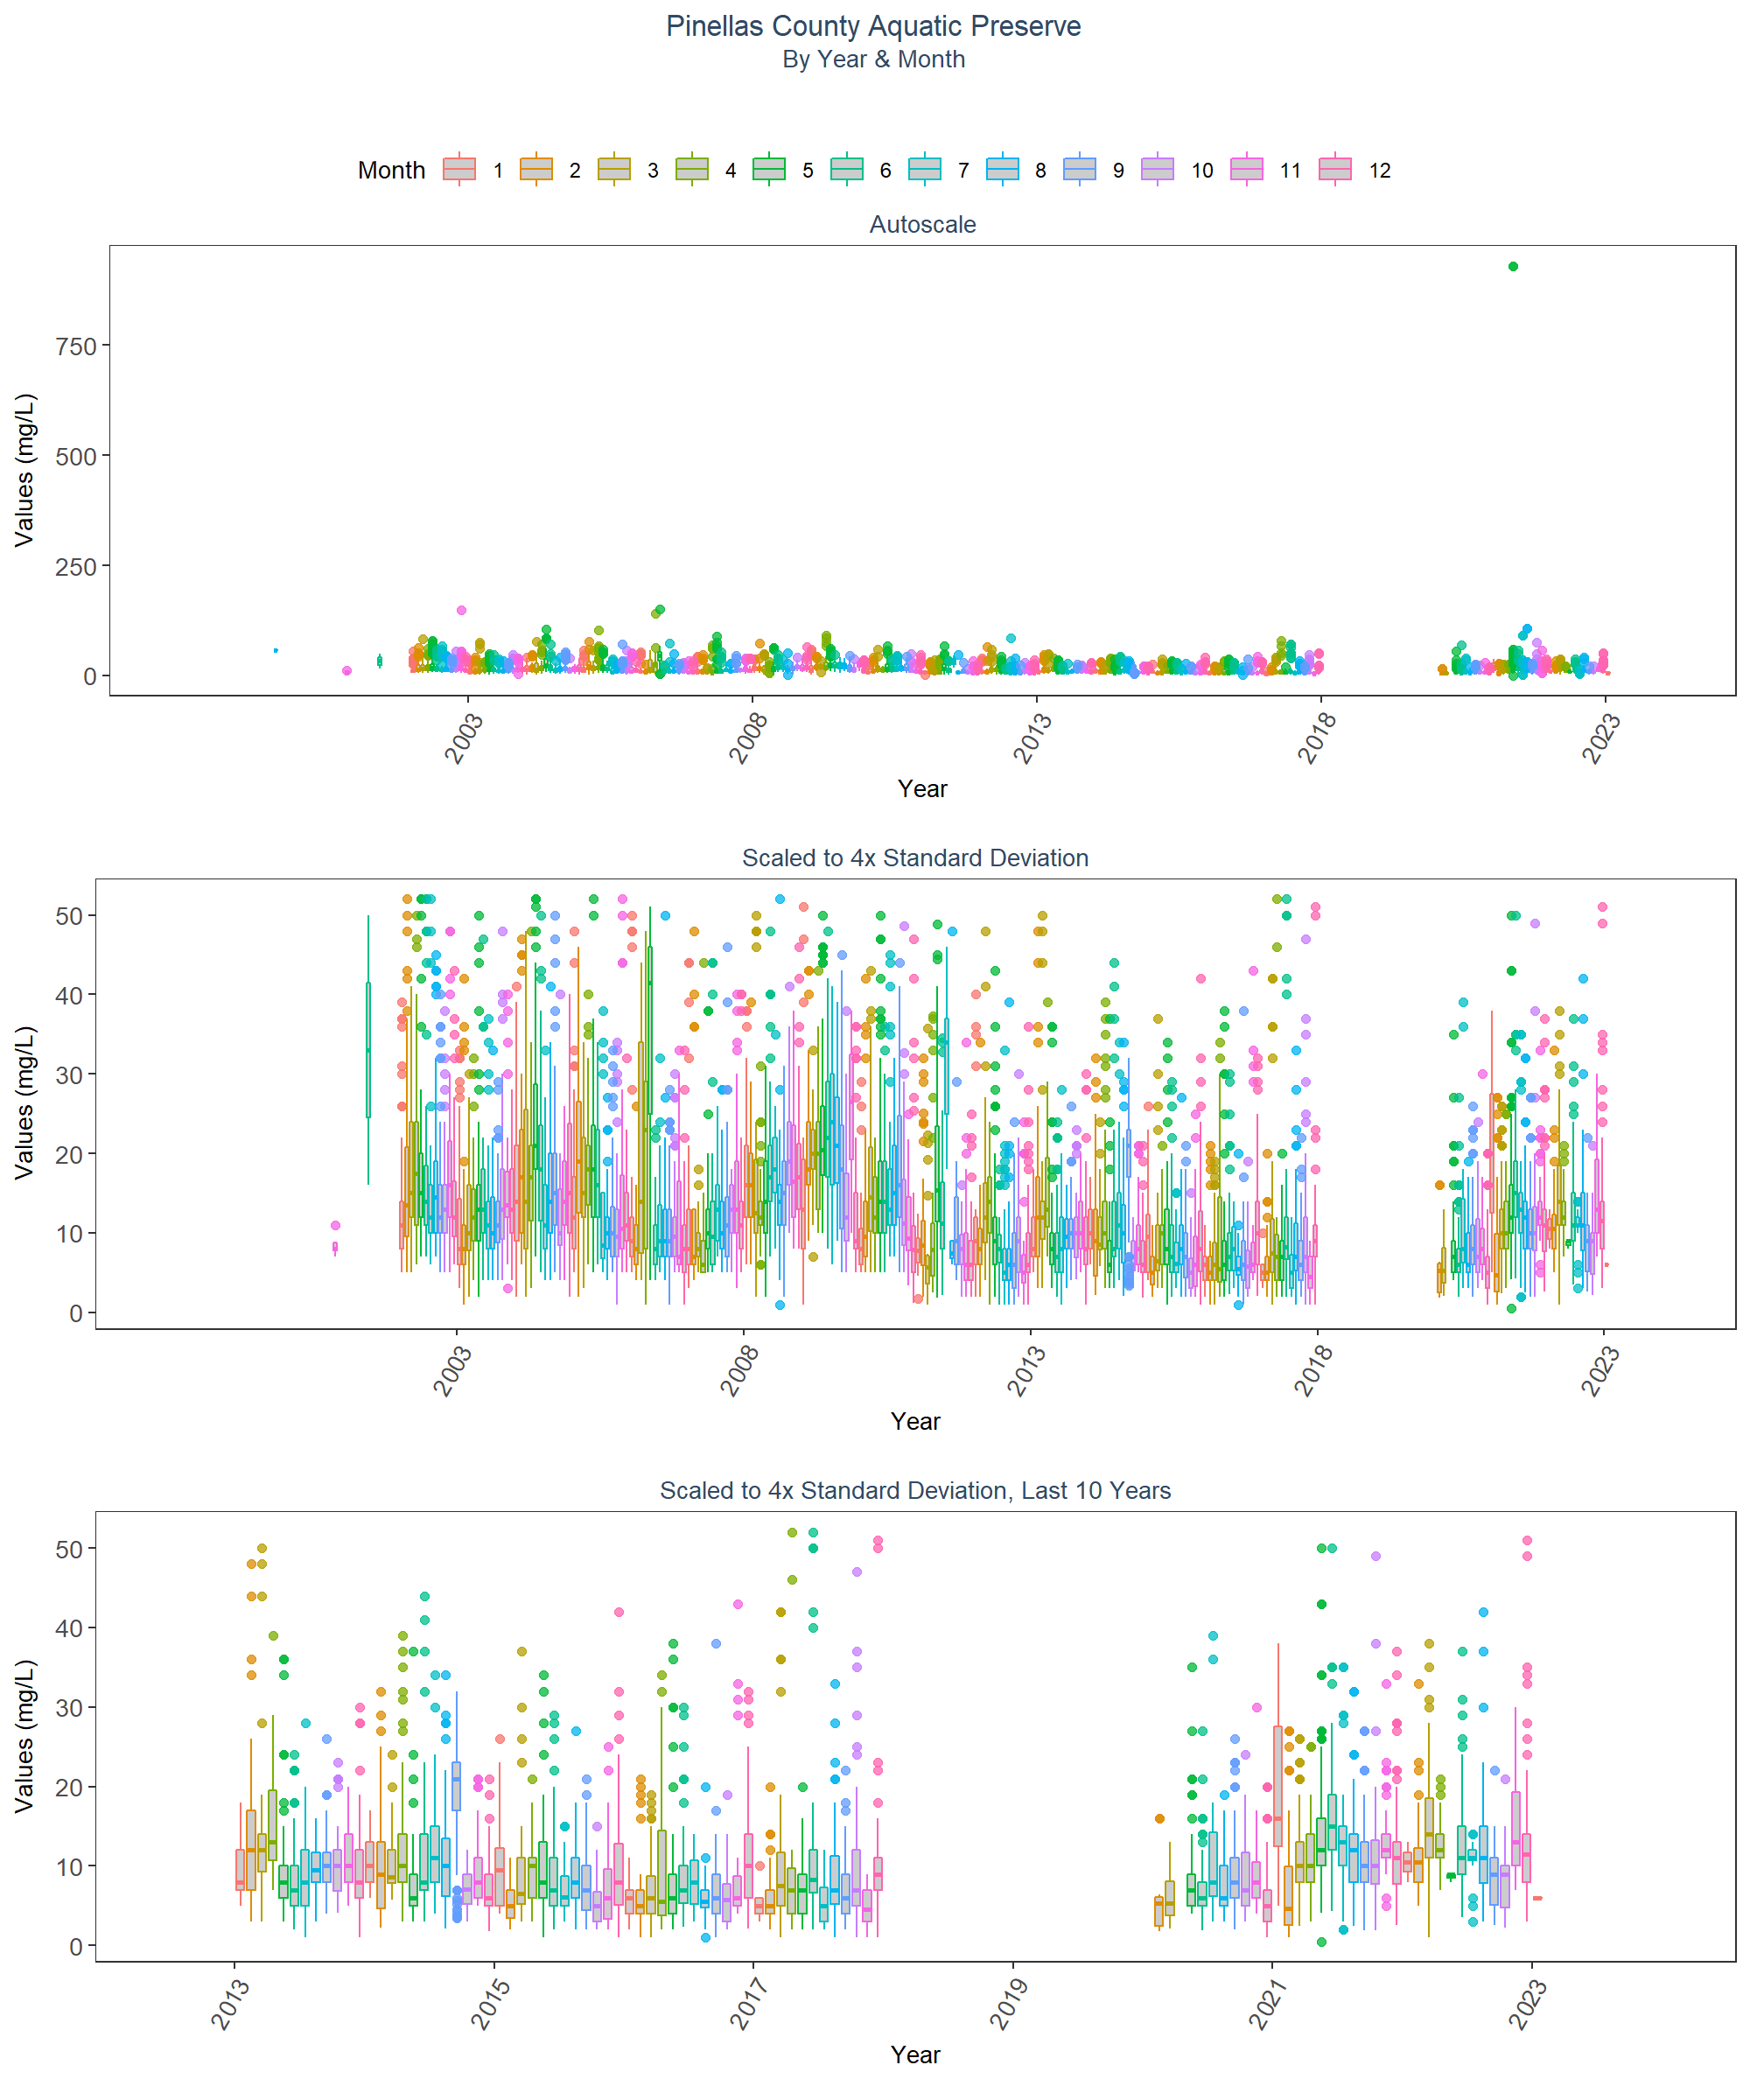 Pinellas County Aquatic Preserve
By Year & Month
Month 1 2 3 4 5 6 7 8 9 10 11 12
Autoscale
Values (mg/L)
750
500
250
0
2003 2008 2013 2018 2023
Year
Scaled to 4x Standard Deviation
Values (mg/L)
50
40
30
20
10
0
2003 2008 2013 2018 2023
Year
Scaled to 4x Standard Deviation, Last 10 Years
Values (mg/L)
50
40
30
20
10
0
2013 2015 2017 2019 2021 2023
Year